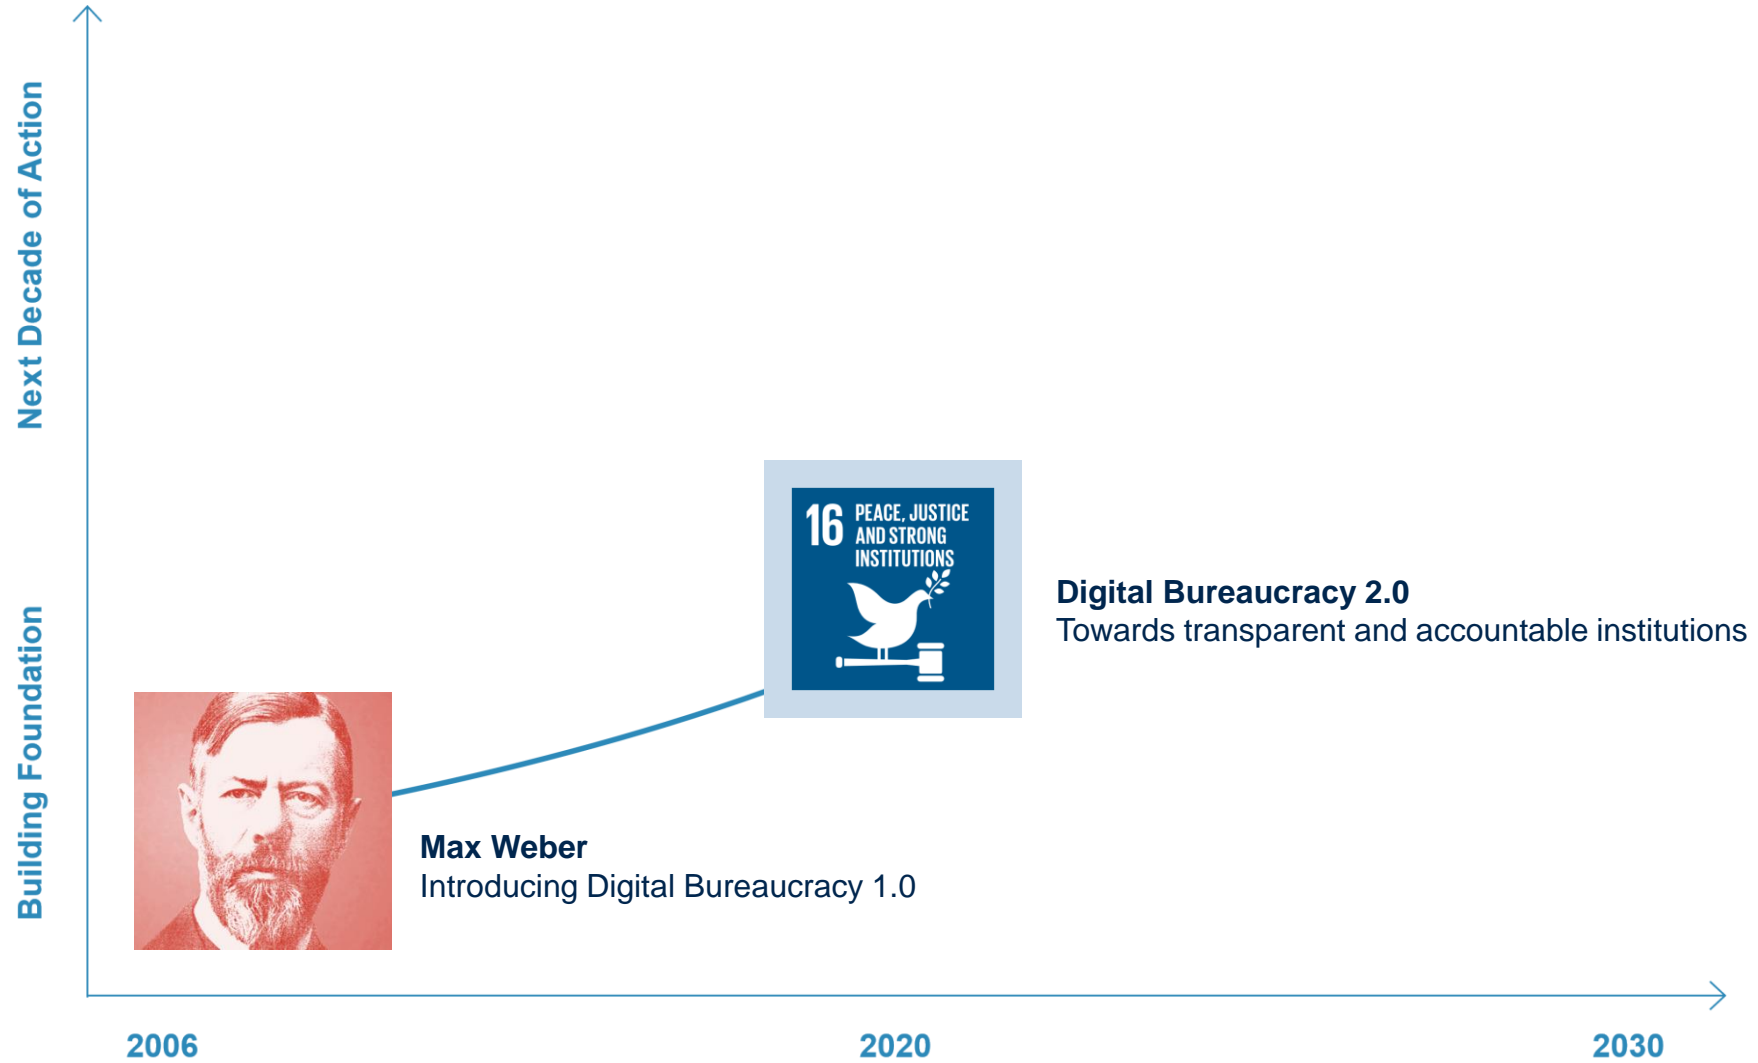 Next Decade of Action
Building Foundation
16 PEACE, JUSTICE
AND STRONG
INSTITUTIONS
Digital Bureaucracy 2.0
Towards transparent and accountable institutions
Max Weber
Introducing Digital Bureaucracy 1.0
2006
2020
2030